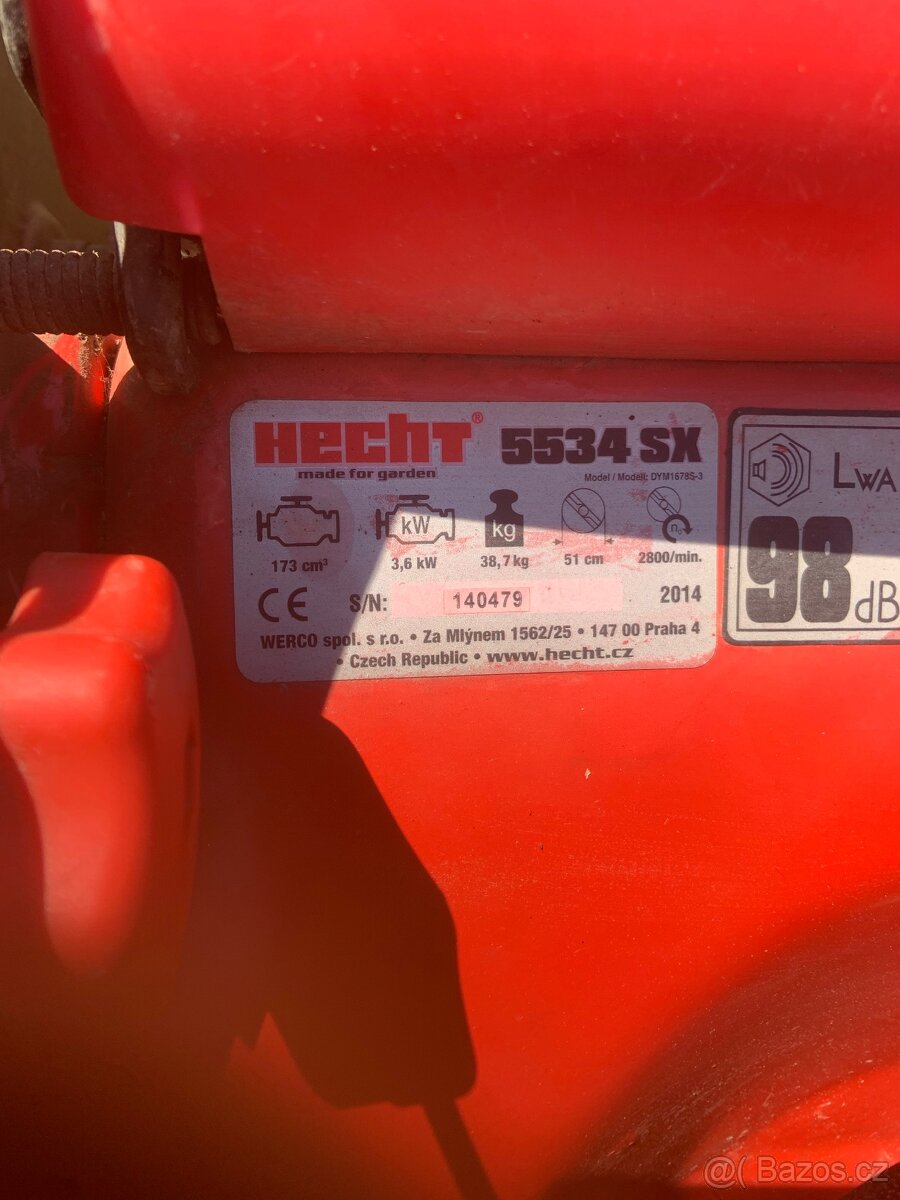 HECHT® 5534 SX
made for garden
Model / Modell: DYM1678S-3
kW
kg
n₀
173 cm³ 3,6 kW 38,7 kg 51 cm 2800/min.
CE S/N: 140479 2014
WERCO spol. s r.o. • Za Mlýnem 1562/25 • 147 00 Praha 4
• Czech Republic • www.hecht.cz
LWA
98 dB
@( Bazos.cz